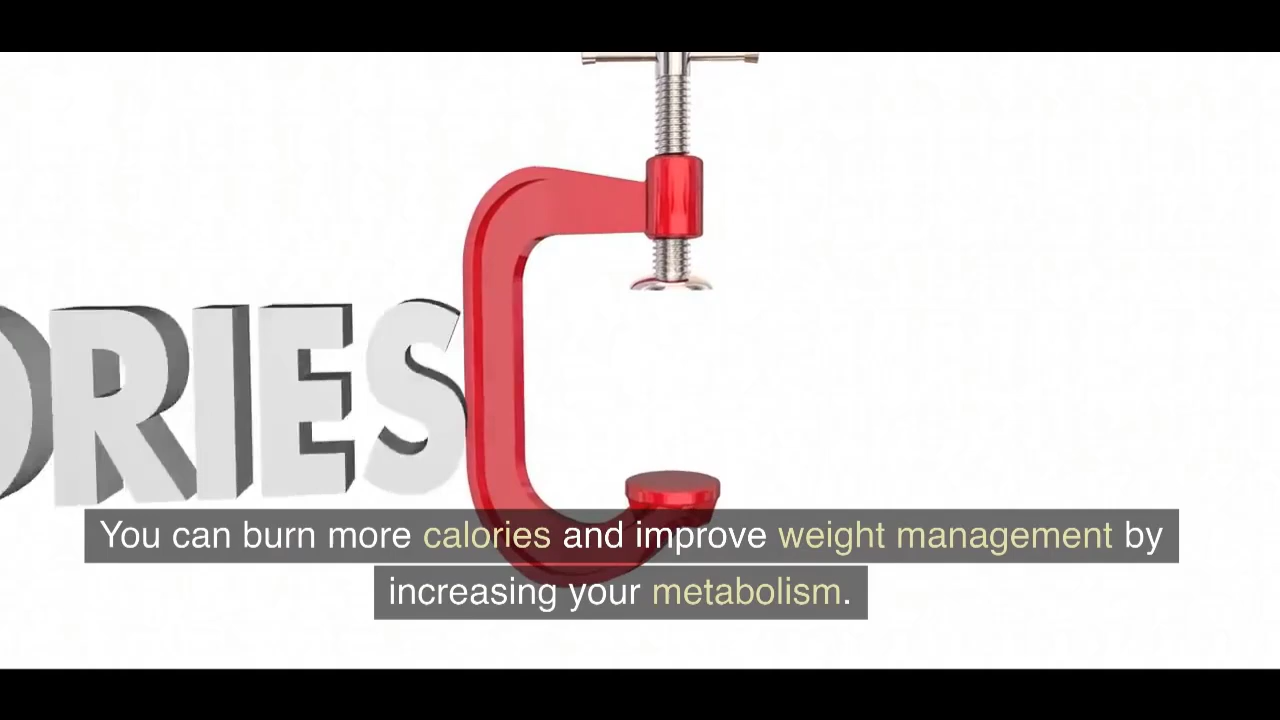 ORIES
You can burn more calories and improve weight management by
increasing your metabolism.